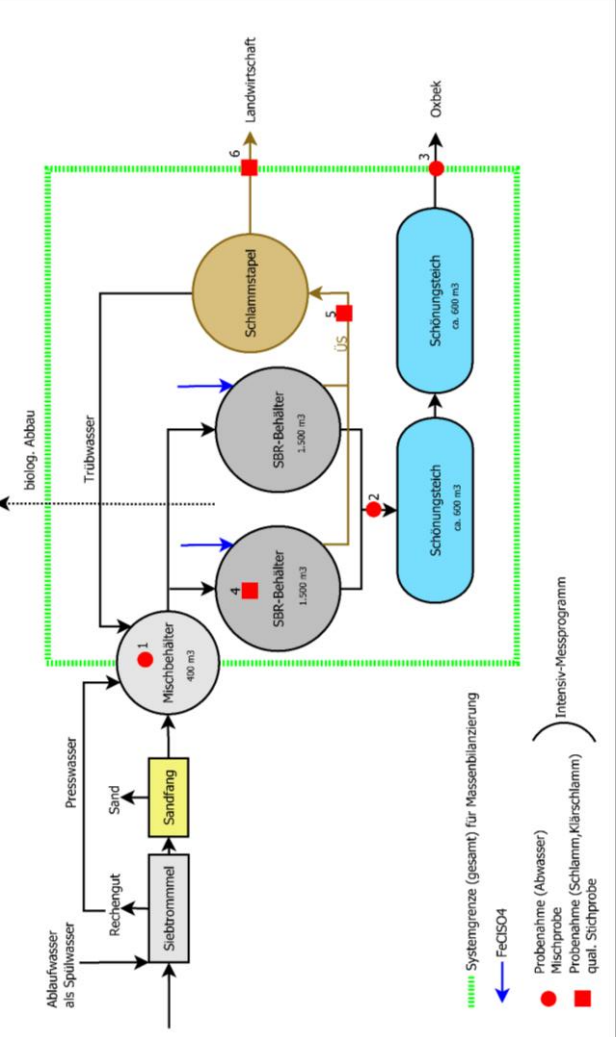 biolog. Abbau
Trübwasser
Presswasser
Ablaufwasser
als Spülwasser
Rechengut
Sand
Siebtrommmel
Sandfang
1
Mischbehälter
400 m3
4
SBR-Behälter
1.500 m3
SBR-Behälter
1.500 m3
Schlammstapel
6
Landwirtschaft
ÜS
5
2
Schönungsteich
ca. 600 m3
Schönungsteich
ca. 600 m3
3
Oxbek
Systemgrenze (gesamt) für Massenbilanzierung
FeClSO4
Probenahme (Abwasser)
Mischprobe
Probenahme (Schlamm,Klärschlamm)
qual. Stichprobe
Intensiv-Messprogramm